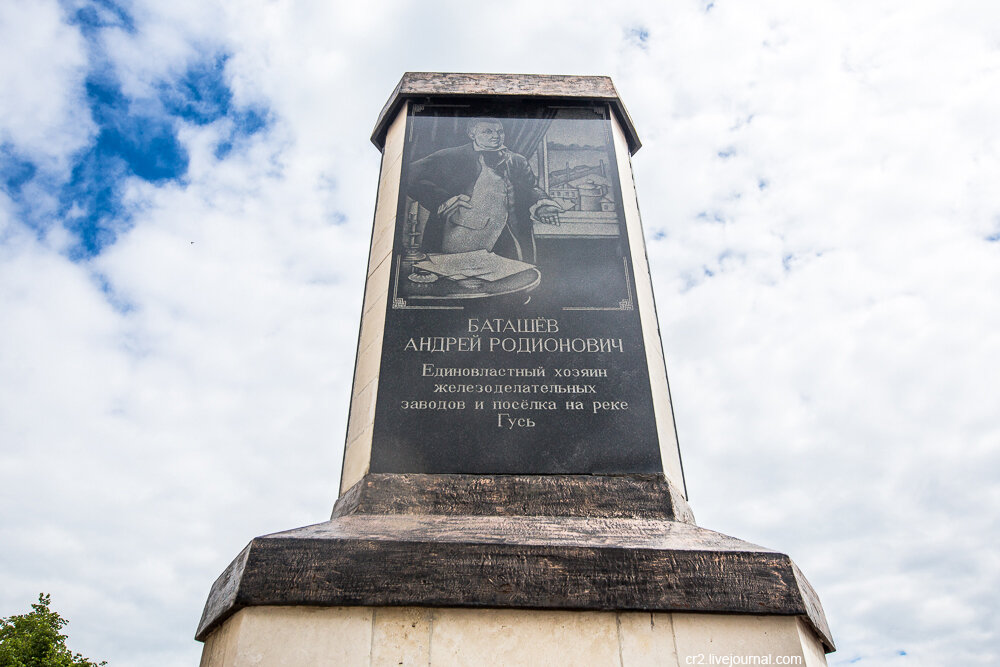 БАТАШЁВ
АНДРЕЙ РОДИОНОВИЧ
Единовластный хозяин
железоделательных
заводов и посёлка на реке
Гусь
cr2.livejournal.com